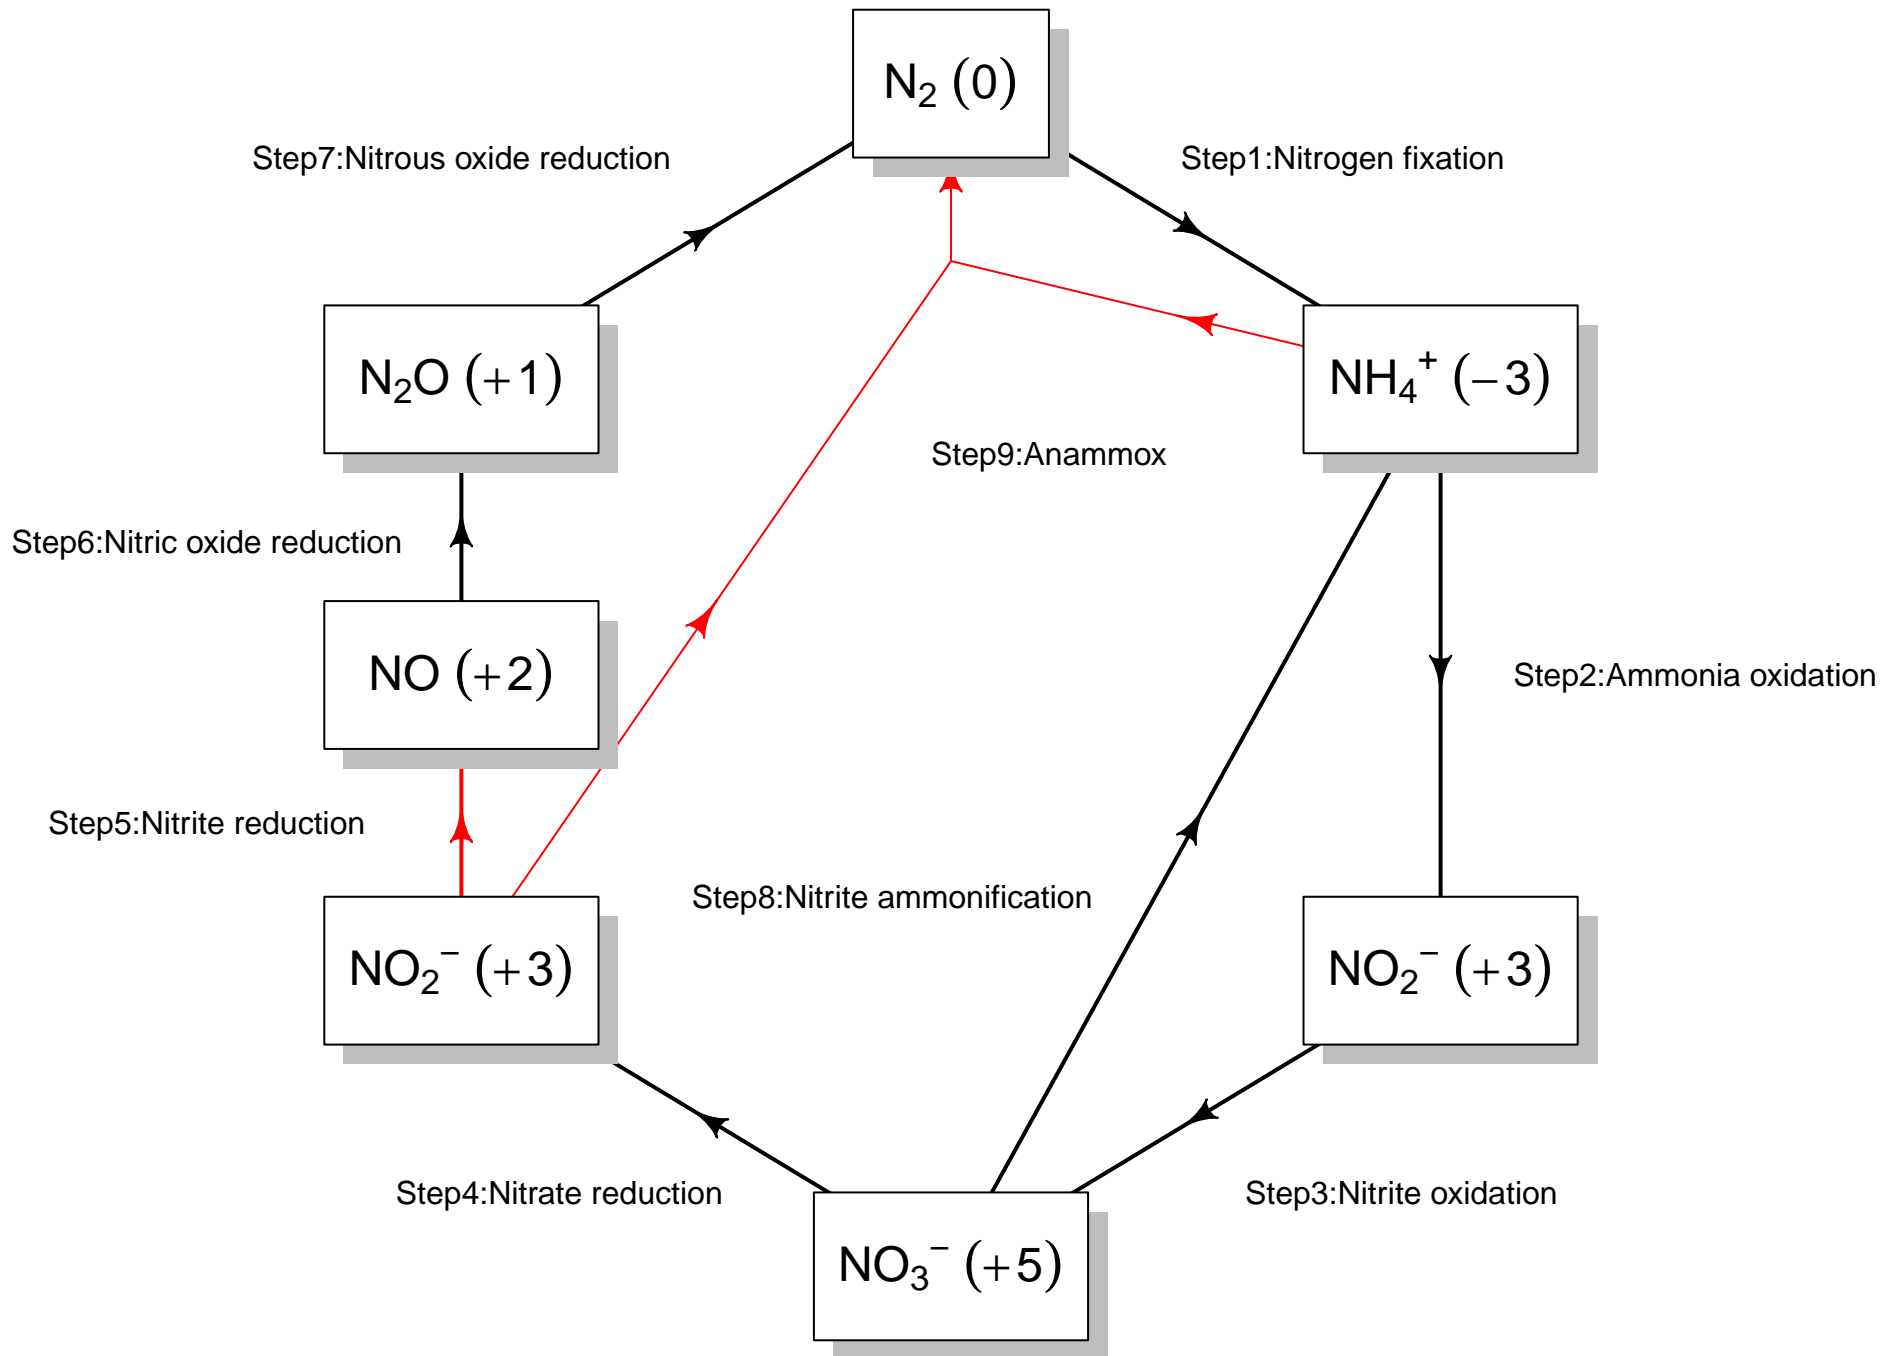 N₂ (0)
Step7:Nitrous oxide reduction
Step1:Nitrogen fixation
N₂O (+1)
NH₄⁺ (−3)
Step9:Anammox
Step6:Nitric oxide reduction
NO (+2)
Step2:Ammonia oxidation
Step5:Nitrite reduction
Step8:Nitrite ammonification
NO₂⁻ (+3)
NO₂⁻ (+3)
Step4:Nitrate reduction
Step3:Nitrite oxidation
NO₃⁻ (+5)